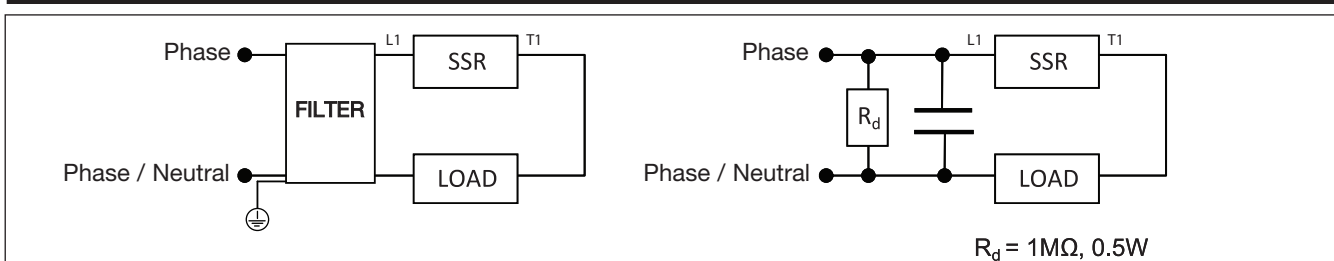 Phase
L1
SSR
T1
FILTER
Phase / Neutral
LOAD
Phase
L1
SSR
T1
Rd
Phase / Neutral
LOAD
Rd = 1MΩ, 0.5W